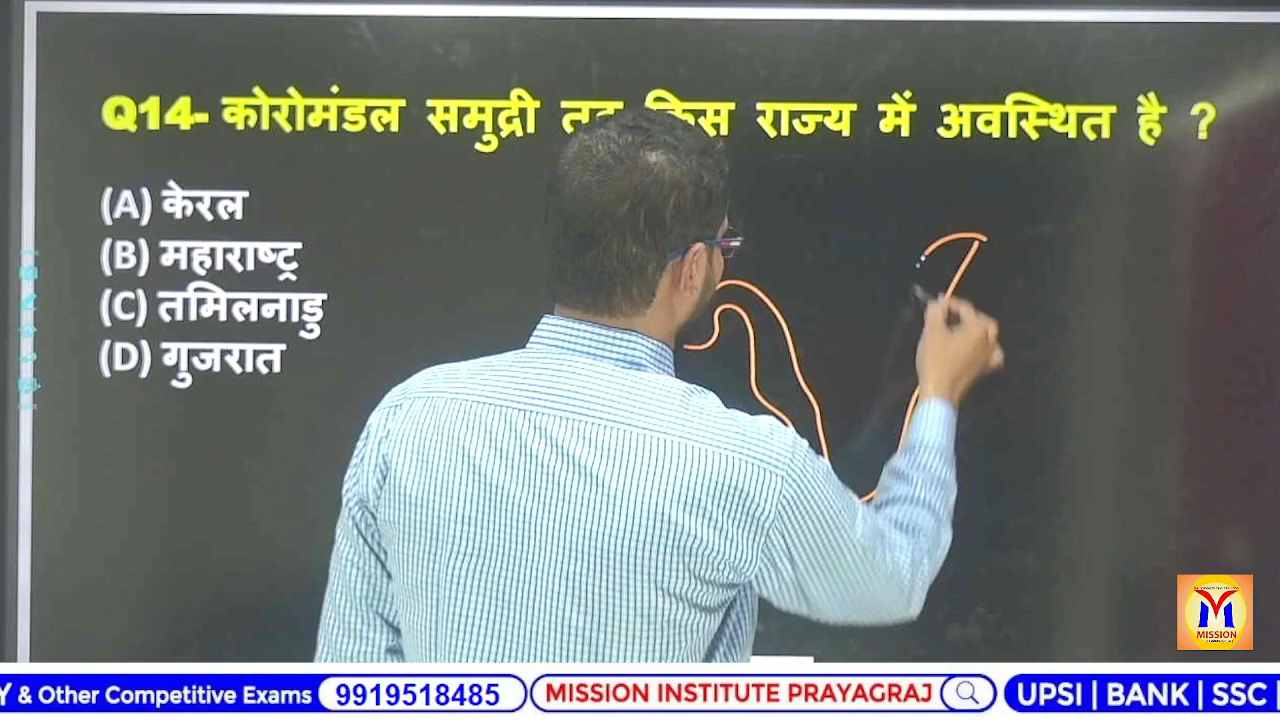 Q14- कोरोमंडल समुद्री तट किस राज्य में अवस्थित है ?
(A) केरल
(B) महाराष्ट्र
(C) तमिलनाडु
(D) गुजरात
MISSION
Y & Other Competitive Exams 9919518485 MISSION INSTITUTE PRAYAGRAJ UPSI | BANK | SSC |